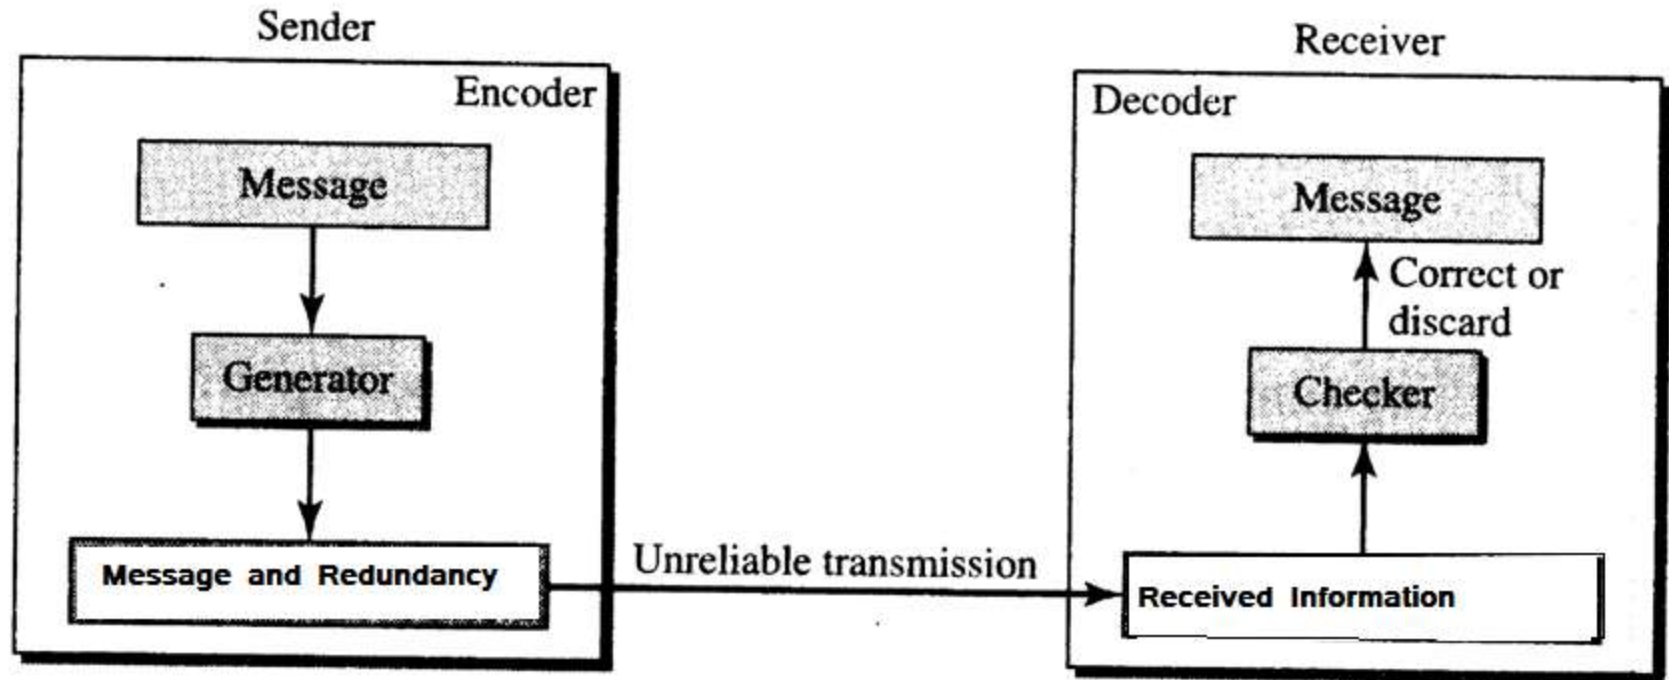 Sender
Encoder
Message
Generator
Message and Redundancy
Unreliable transmission
Receiver
Decoder
Message
Correct or
discard
Checker
Received Information